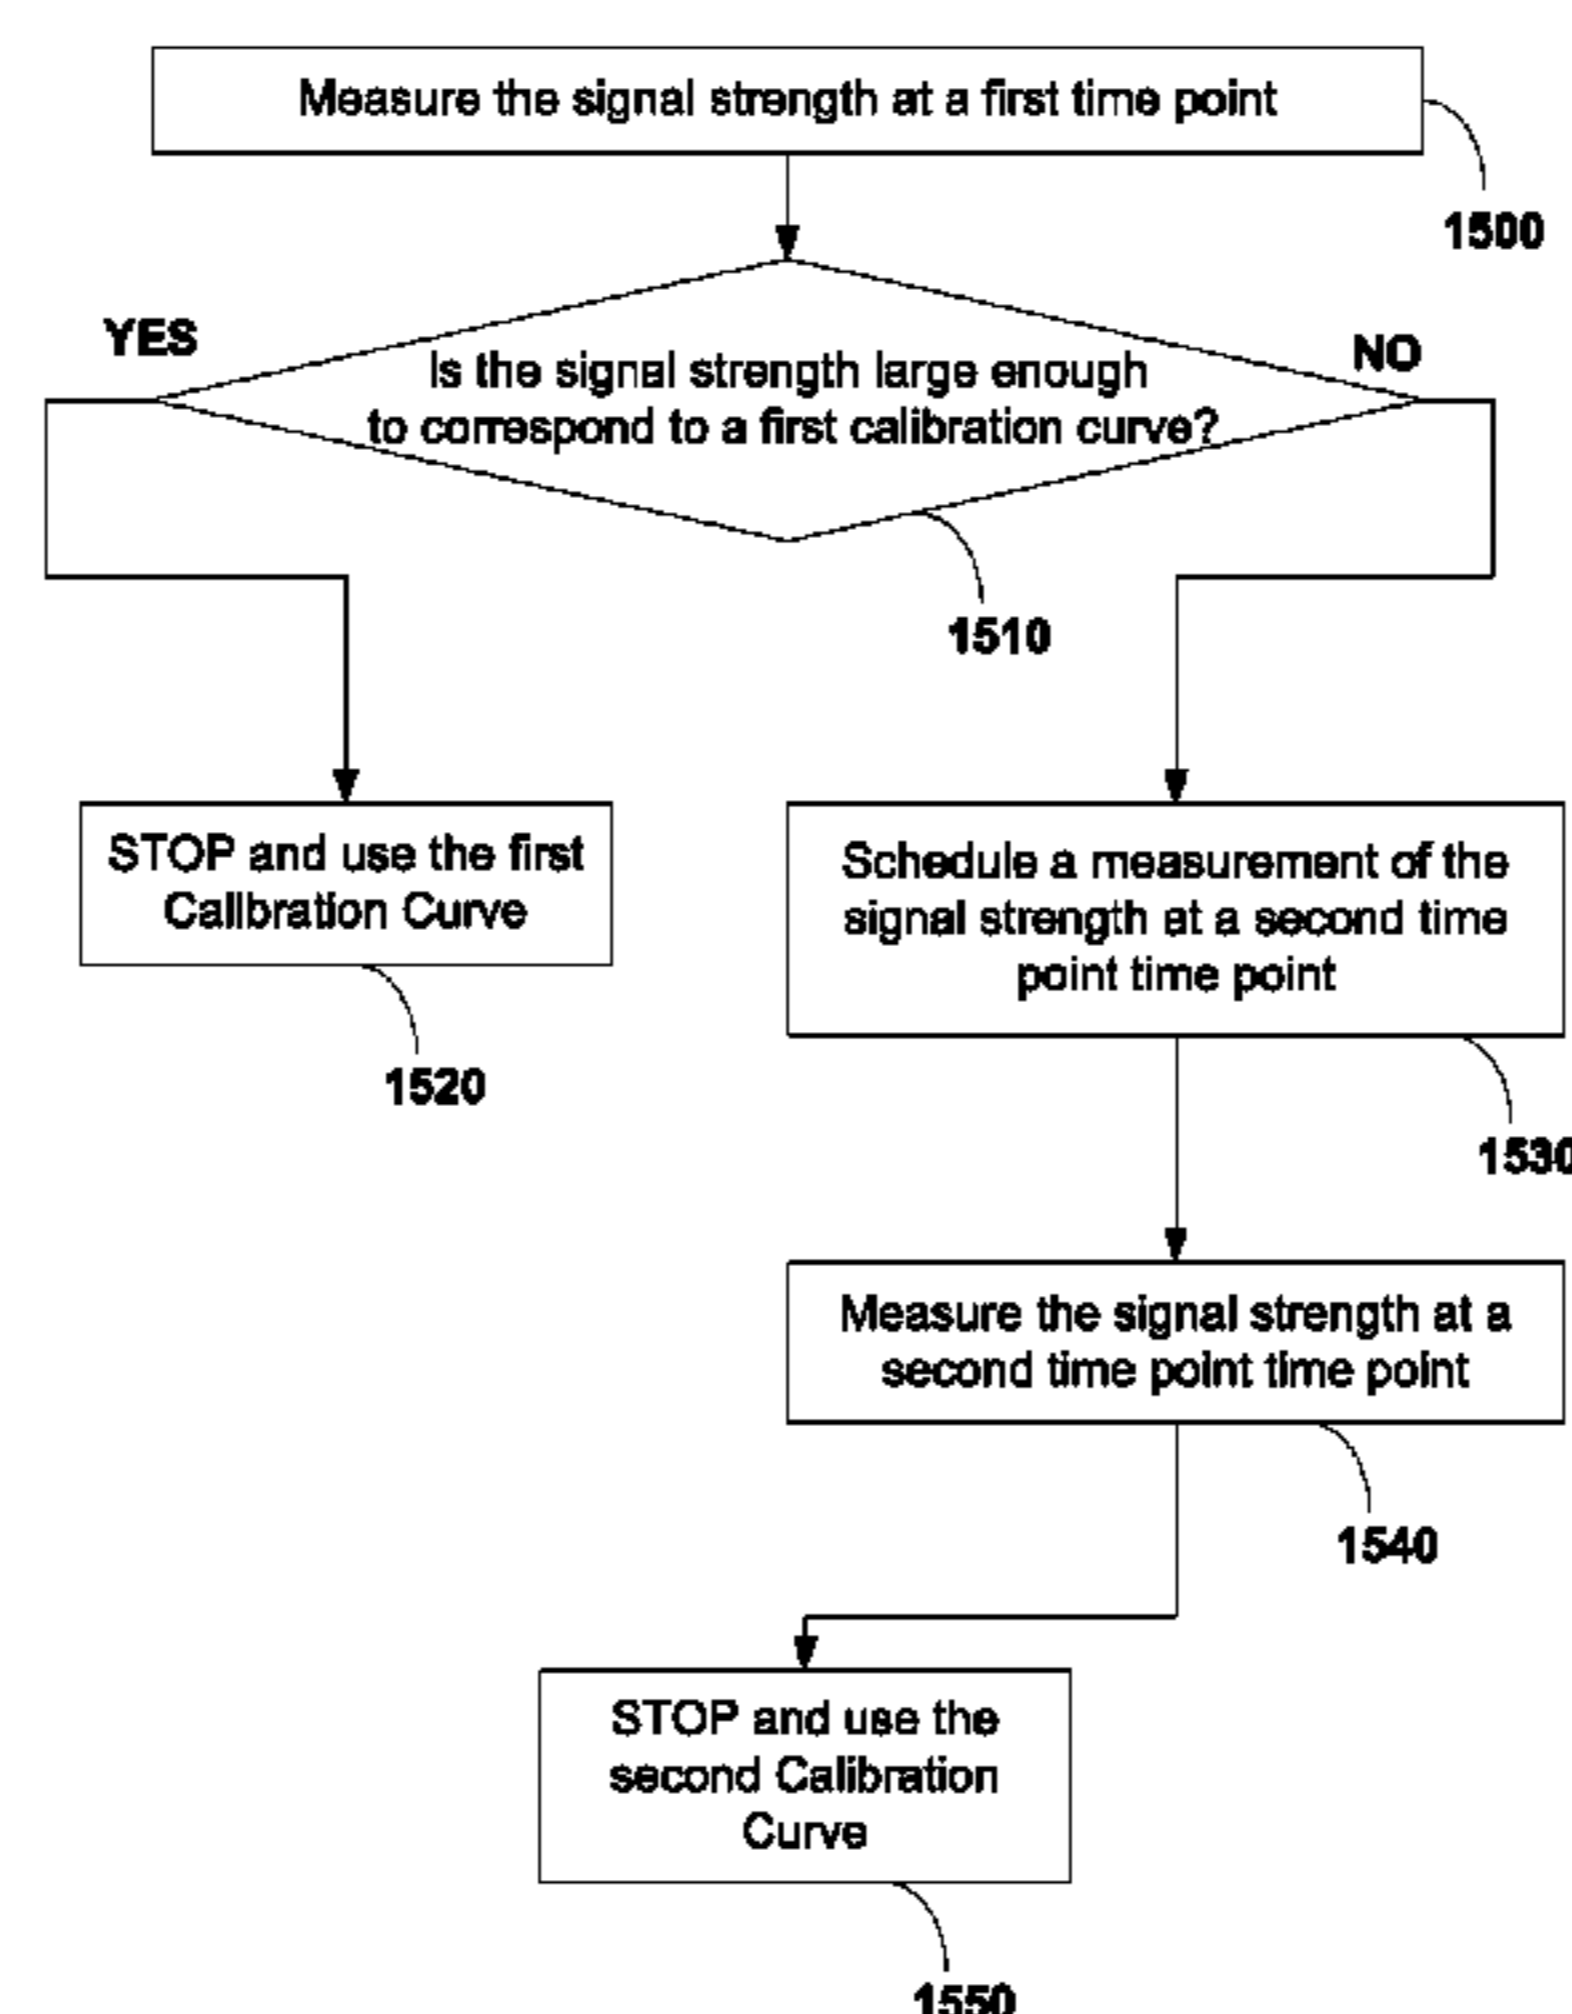 Measure the signal strength at a first time point
1500
YES
NO
Is the signal strength large enough
to correspond to a first calibration curve?
1510
STOP and use the first
Calibration Curve
1520
Schedule a measurement of the
signal strength at a second time
point time point
1530
Measure the signal strength at a
second time point time point
1540
STOP and use the
second Calibration
Curve
1550